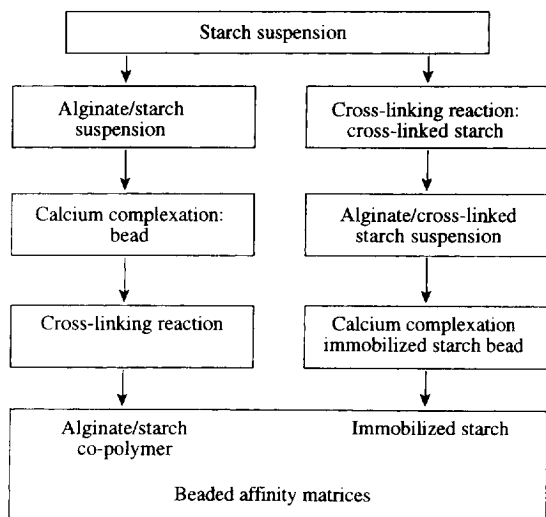 Starch suspension
Alginate/starch
suspension
Cross-linking reaction:
cross-linked starch
Calcium complexation:
bead
Alginate/cross-linked
starch suspension
Cross-linking reaction
Calcium complexation
immobilized starch bead
Alginate/starch
co-polymer
Immobilized starch
Beaded affinity matrices